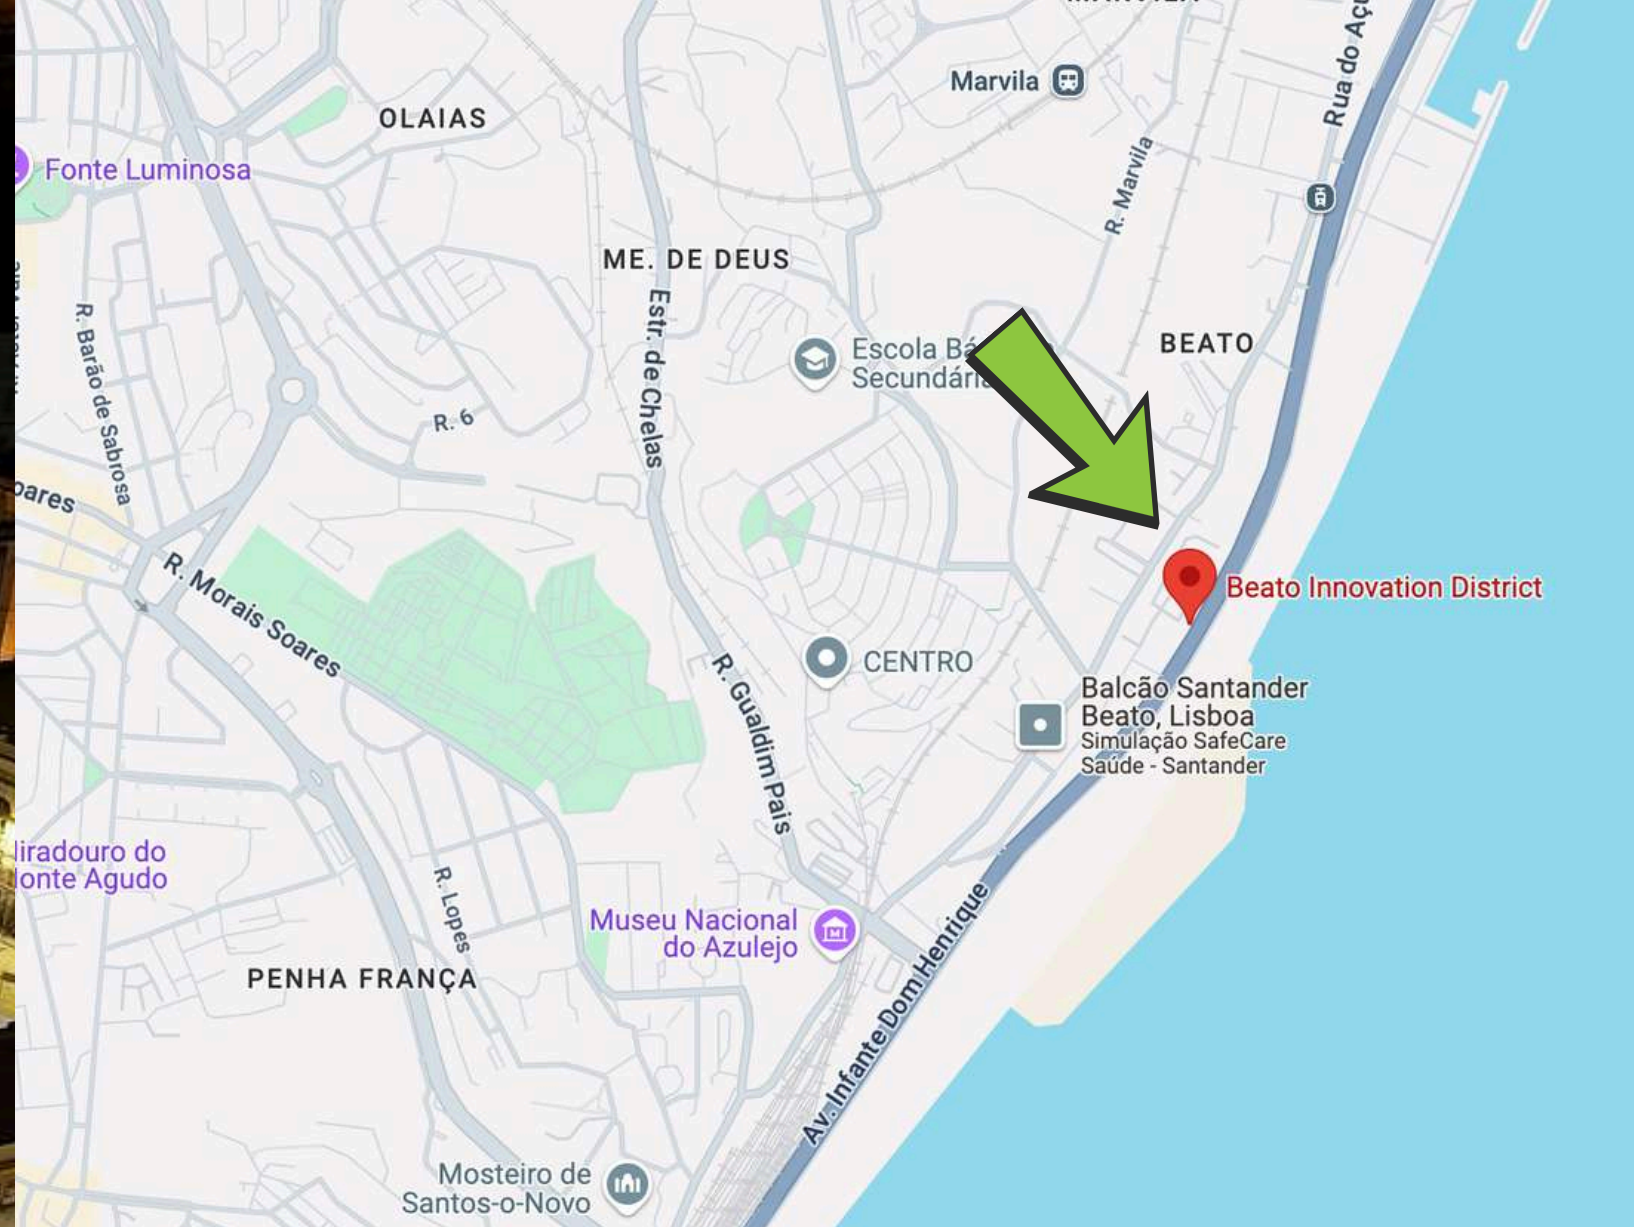 Marvila
Rua do Aç
OLAIAS
Fonte Luminosa
R. Marvila
ME. DE DEUS
Estr. de Chelas
R. Barão de Sabrosa
BEATO
Escola
Secundári
R. 6
R. Morais Soares
Beato Innovation District
CENTRO
R. Gualdim Pais
Balcão Santander
Beato, Lisboa
Simulação SafeCare
Saúde - Santander
iradouro do
onte Agudo
R. Lopes
Museu Nacional
do Azulejo
PENHA FRANÇA
Av. Infante Dom Henrique
Mosteiro de
Santos-o-Novo